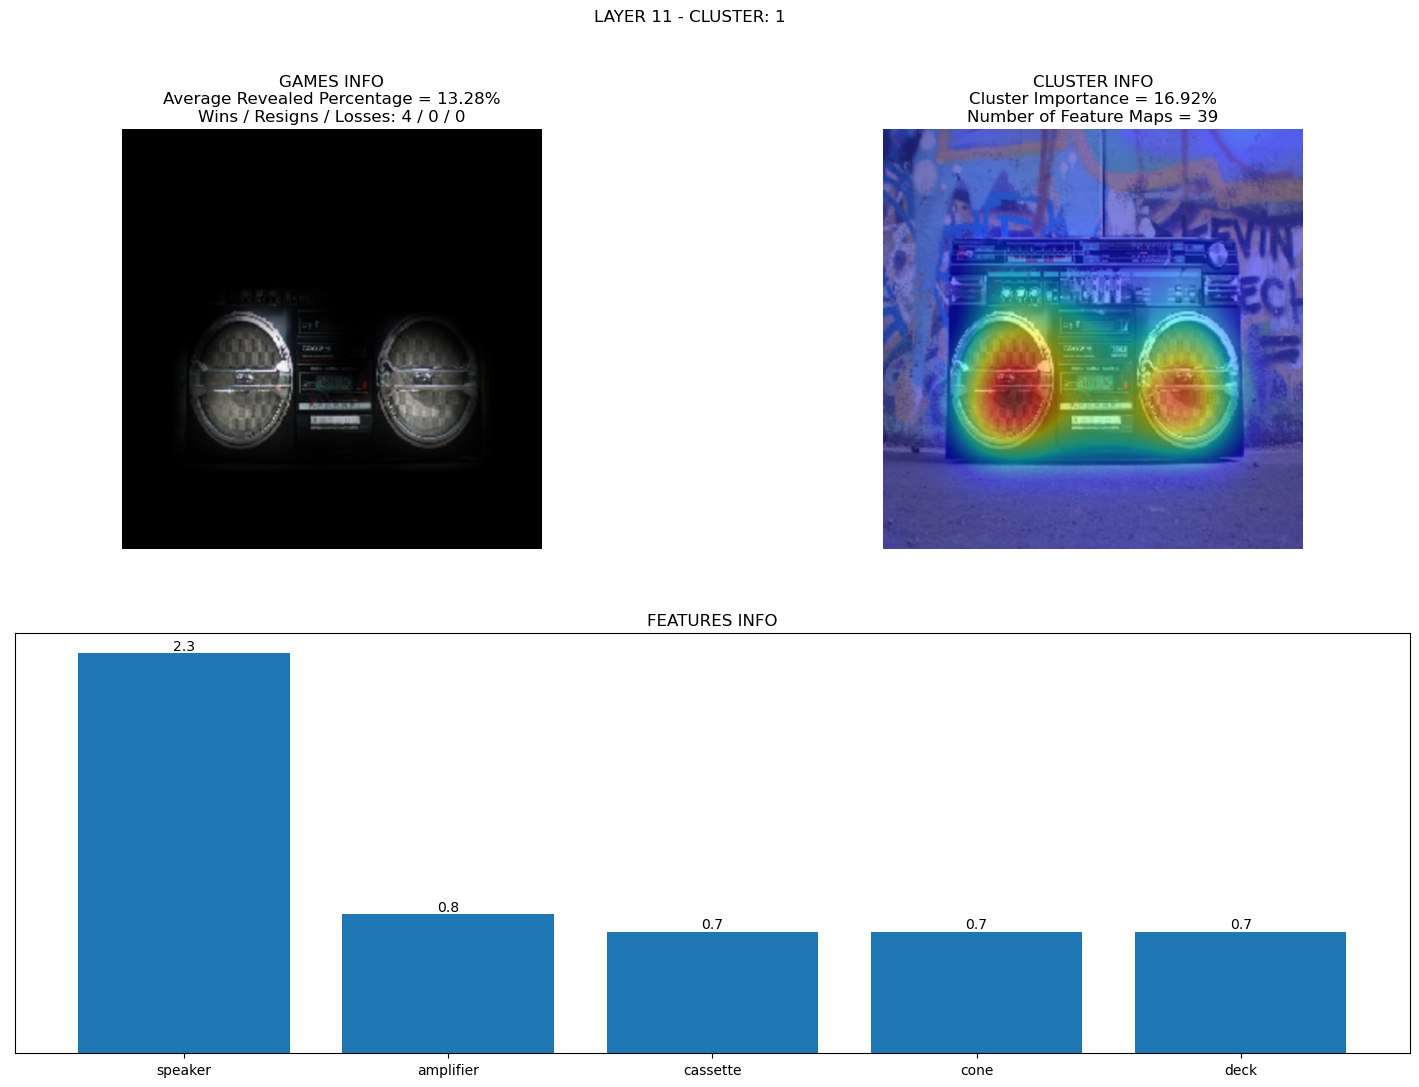 LAYER 11 - CLUSTER: 1
GAMES INFO
Average Revealed Percentage = 13.28%
Wins / Resigns / Losses: 4 / 0 / 0
CLUSTER INFO
Cluster Importance = 16.92%
Number of Feature Maps = 39
EVIN
FEATURES INFO
2.3
0.8
0.7
0.7
0.7
speaker
amplifier
cassette
cone
deck